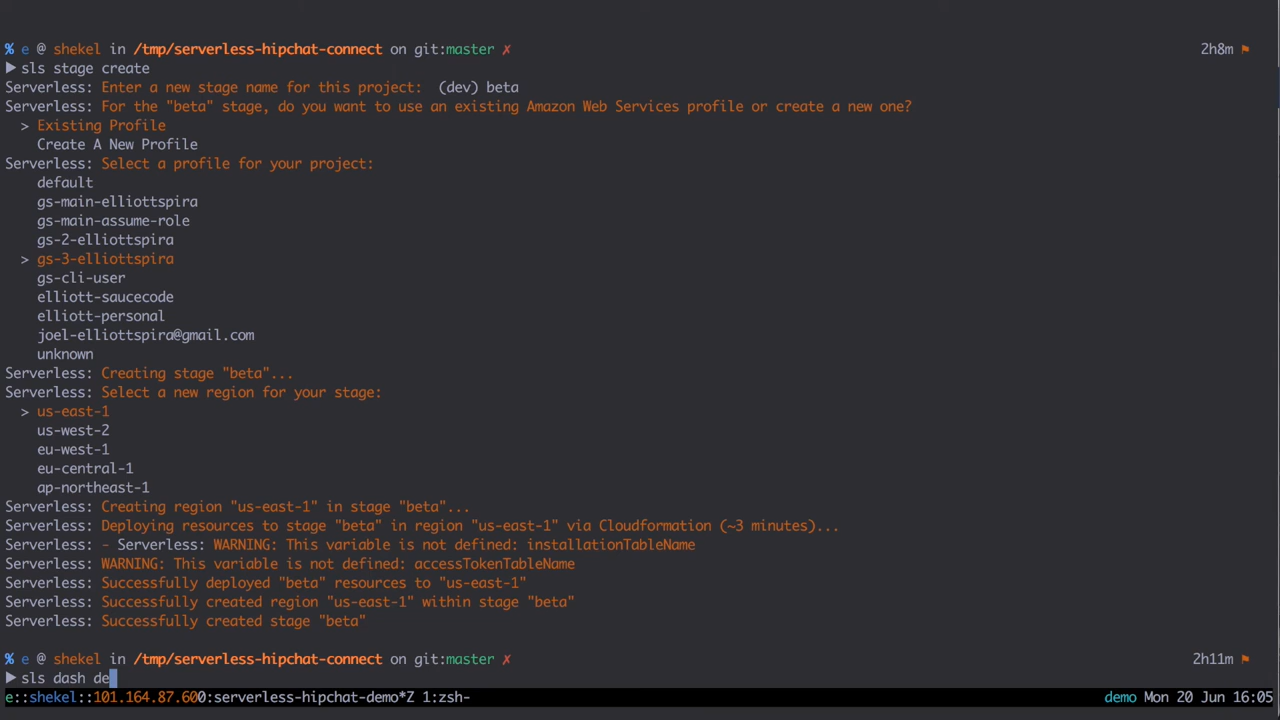 % e @ shekel in /tmp/serverless-hipchat-connect on git:master ✗ 2h8m ⚑
▶ sls stage create
Serverless: Enter a new stage name for this project:  (dev) beta
Serverless: For the "beta" stage, do you want to use an existing Amazon Web Services profile or create a new one?
> Existing Profile
Create A New Profile
Serverless: Select a profile for your project:
default
gs-main-elliottspira
gs-main-assume-role
gs-2-elliottspira
> gs-3-elliottspira
gs-cli-user
elliott-saucecode
elliott-personal
joel-elliottspira@gmail.com
unknown
Serverless: Creating stage "beta"...
Serverless: Select a new region for your stage:
> us-east-1
us-west-2
eu-west-1
eu-central-1
ap-northeast-1
Serverless: Creating region "us-east-1" in stage "beta"...
Serverless: Deploying resources to stage "beta" in region "us-east-1" via Cloudformation (~3 minutes)...
Serverless: - Serverless: WARNING: This variable is not defined: installationTableName
Serverless: WARNING: This variable is not defined: accessTokenTableName
Serverless: Successfully deployed "beta" resources to "us-east-1"
Serverless: Successfully created region "us-east-1" within stage "beta"
Serverless: Successfully created stage "beta"
% e @ shekel in /tmp/serverless-hipchat-connect on git:master ✗ 2h11m ⚑
▶ sls dash de
e::shekel::101.164.87.600:serverless-hipchat-demo*Z 1:zsh- demo Mon 20 Jun 16:05